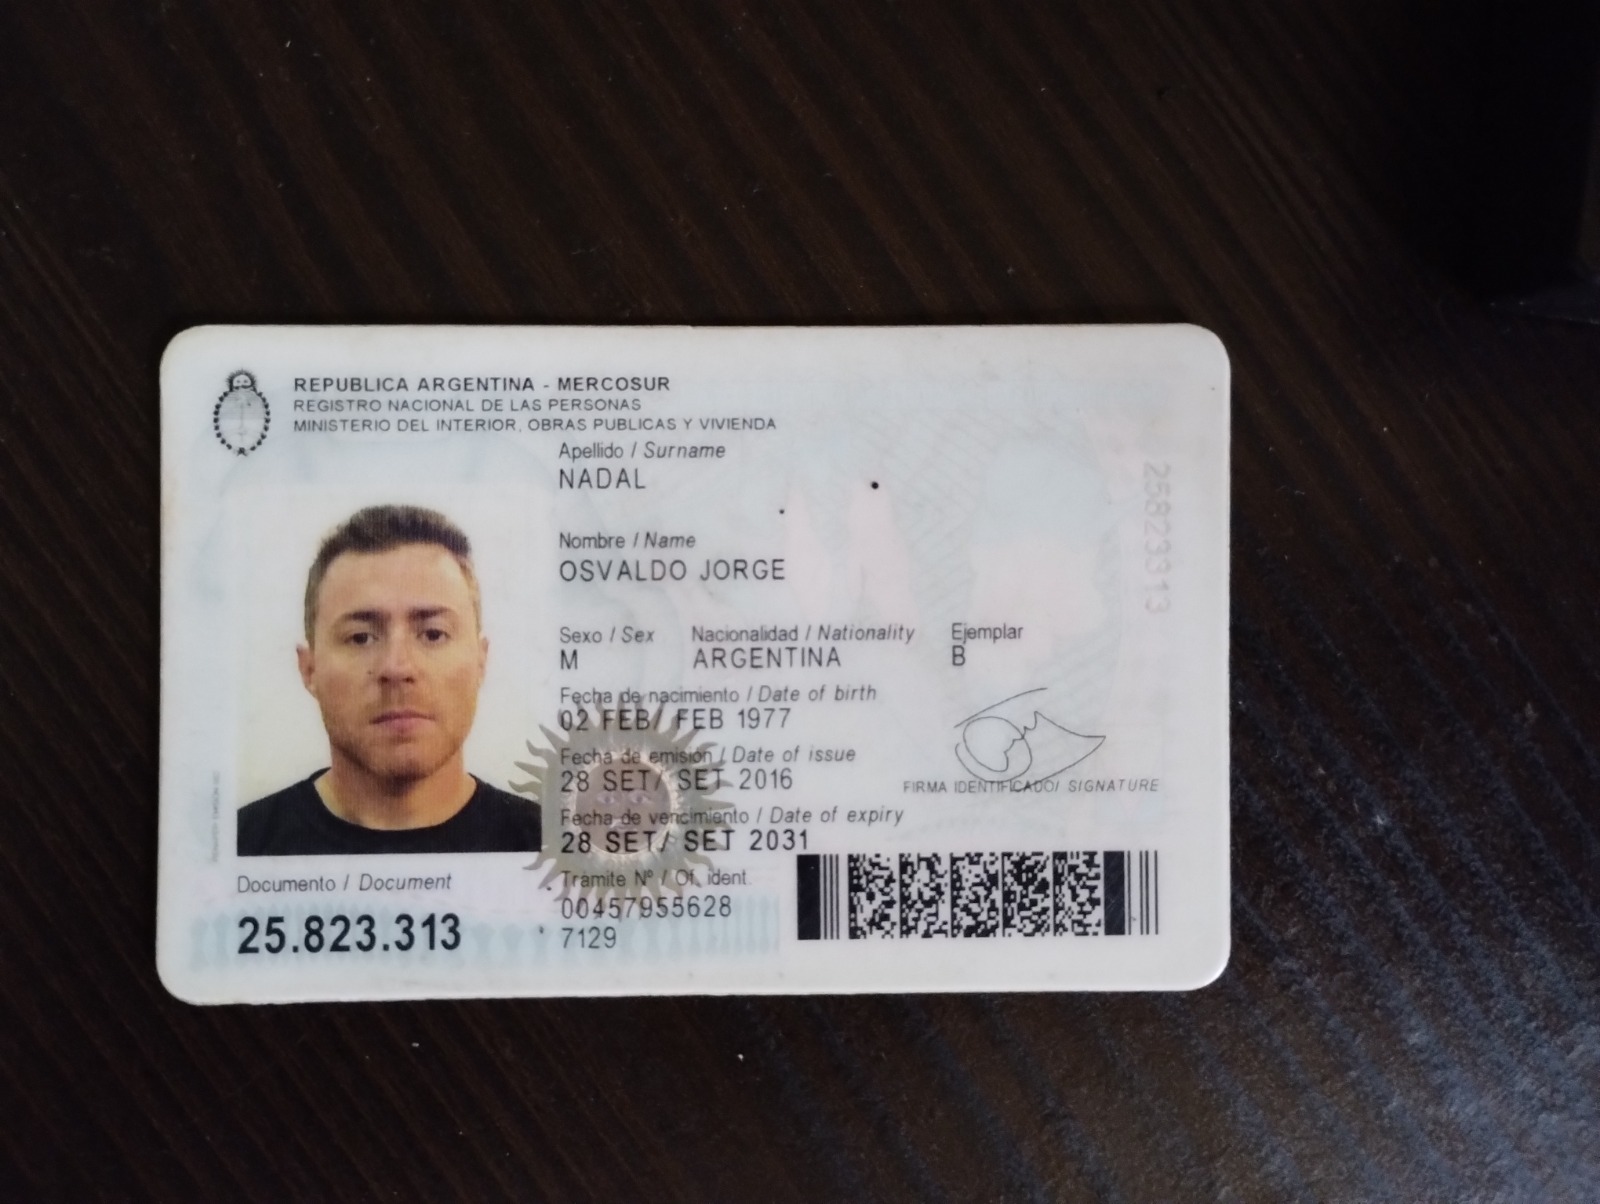 REPUBLICA ARGENTINA - MERCOSUR
REGISTRO NACIONAL DE LAS PERSONAS
MINISTERIO DEL INTERIOR, OBRAS PUBLICAS Y VIVIENDA
Apellido / Surname
NADAL
Nombre / Name
OSVALDO JORGE
Sexo / Sex Nacionalidad / Nationality Ejemplar
M ARGENTINA B
Fecha de nacimiento / Date of birth
02 FEB/ FEB 1977
Fecha de emisión / Date of issue
28 SET/ SET 2016
FIRMA IDENTIFICADO/ SIGNATURE
Fecha de vencimiento / Date of expiry
28 SET/ SET 2031
Documento / Document
25.823.313
Tramite Nº / Of. ident.
00457955628
7129
25823313